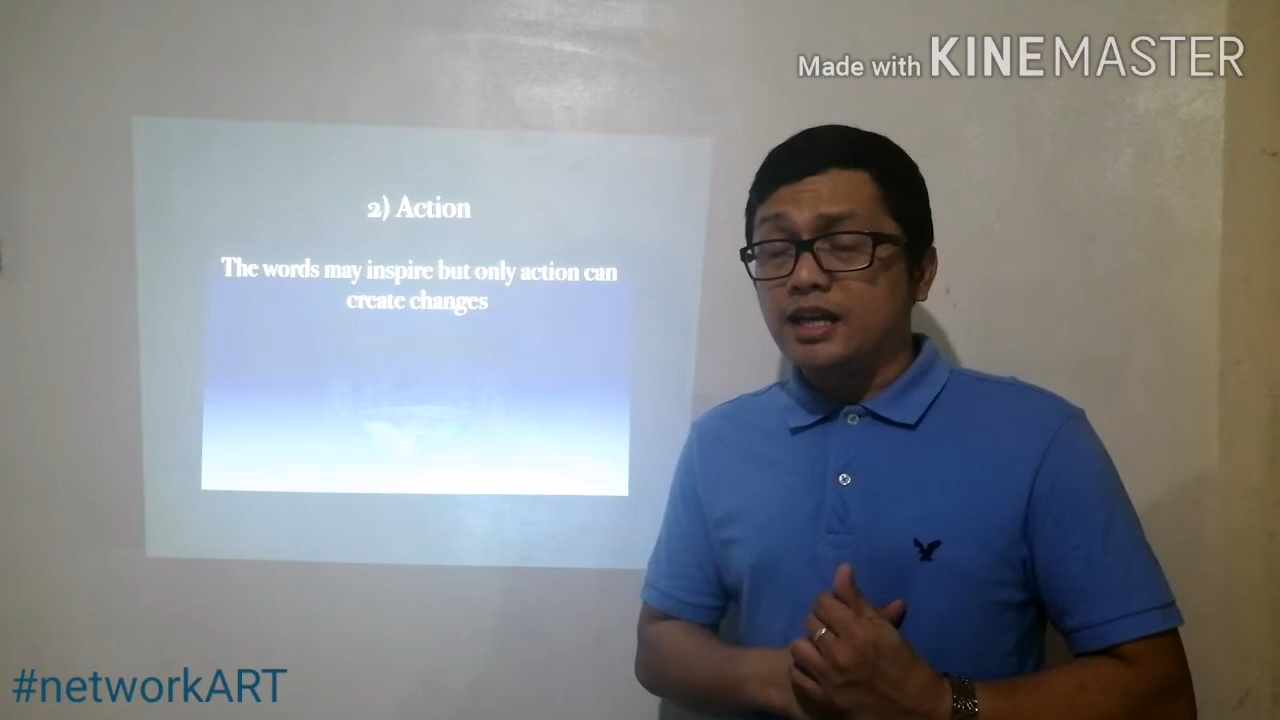 Made with KINEMASTER
2) Action
The words may inspire but only action can
create changes
#networkART